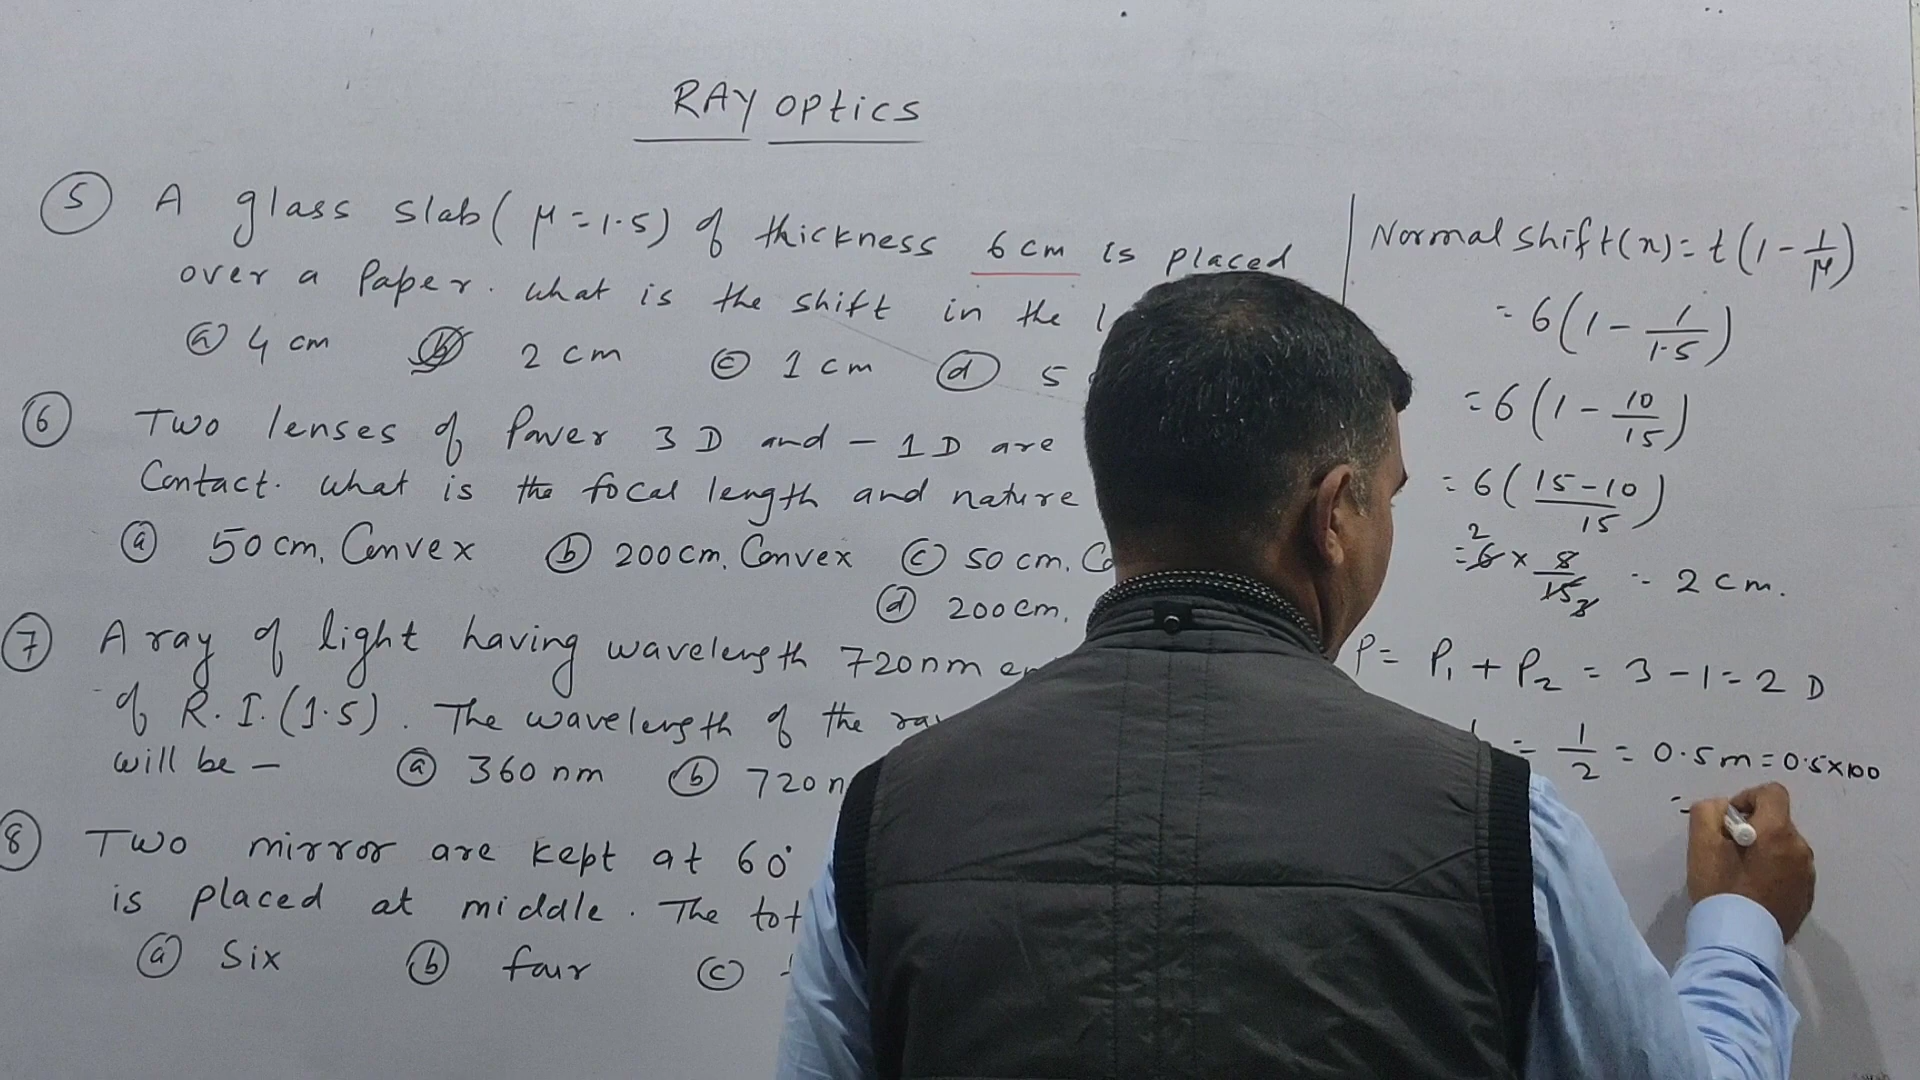 RAY OPtics
⑤ A glass slab (μ = 1.5) of thickness 6 cm is placed
over a Paper. what is the shift in the
ⓐ 4 cm ⓑ 2 cm ⓒ 1 cm ⓓ 5
⑥ Two lenses of Power 3 D and - 1 D are
Contact. what is the focal length and nature
ⓐ 50 cm, Convex ⓑ 200 cm, Convex ⓒ 50 cm, Co
ⓓ 200 cm,
⑦ A ray of light having wavelength 720 nm en
of R. I. (1.5). The wavelength of the ray
will be — ⓐ 360 nm ⓑ 720 n
⑧ Two mirror are kept at 60°
is placed at middle. The tot
ⓐ Six ⓑ four ⓒ
Normal shift (x) = t (1 - 1/μ)
= 6 (1 - 1/1.5)
= 6 (1 - 10/15)
= 6 (15 - 10/15)
2
= 6 × 5/15 3 = 2 cm.
P = P₁ + P₂ = 3 - 1 = 2 D
= 1/2 = 0.5 m = 0.5 × 100
=